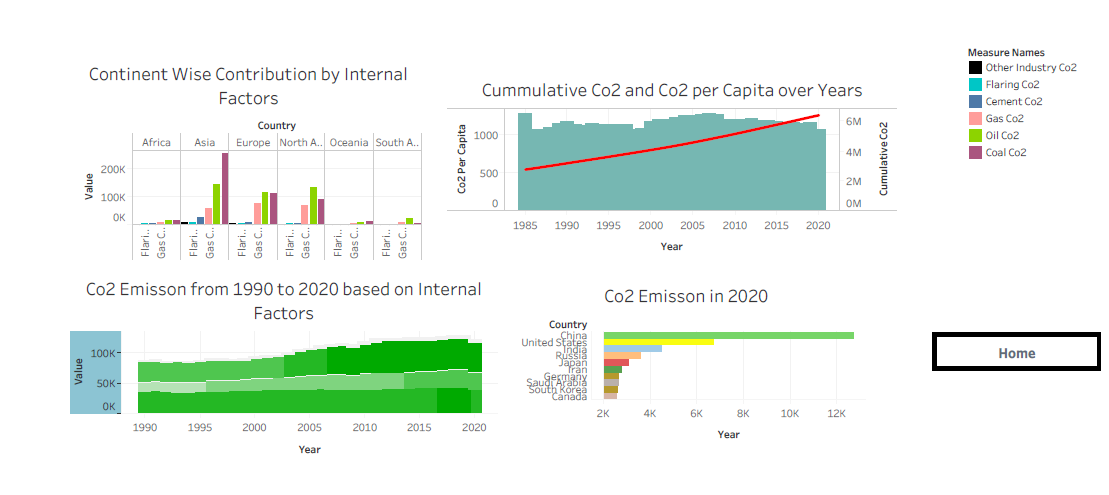 Continent Wise Contribution by Internal
Factors
Country
Africa
Asia
Europe
North A..
Oceania
South A..
Value
200K
100K
0K
Flari..
Gas C..
Flari..
Gas C..
Flari..
Gas C..
Flari..
Gas C..
Flari..
Gas C..
Flari..
Gas C..
Cummulative Co2 and Co2 per Capita over Years
Co2 Per Capita
1000
500
0
6M
4M
2M
0M
Cumulative Co2
1985
1990
1995
2000
2005
2010
2015
2020
Year
Measure Names
Other Industry Co2
Flaring Co2
Cement Co2
Gas Co2
Oil Co2
Coal Co2
Co2 Emisson from 1990 to 2020 based on Internal
Factors
Value
100K
50K
0K
1990
1995
2000
2005
2010
2015
2020
Year
Co2 Emisson in 2020
Country
China
United States
India
Russia
Japan
Iran
Germany
Saudi Arabia
South Korea
Canada
2K
4K
6K
8K
10K
12K
Year
Home